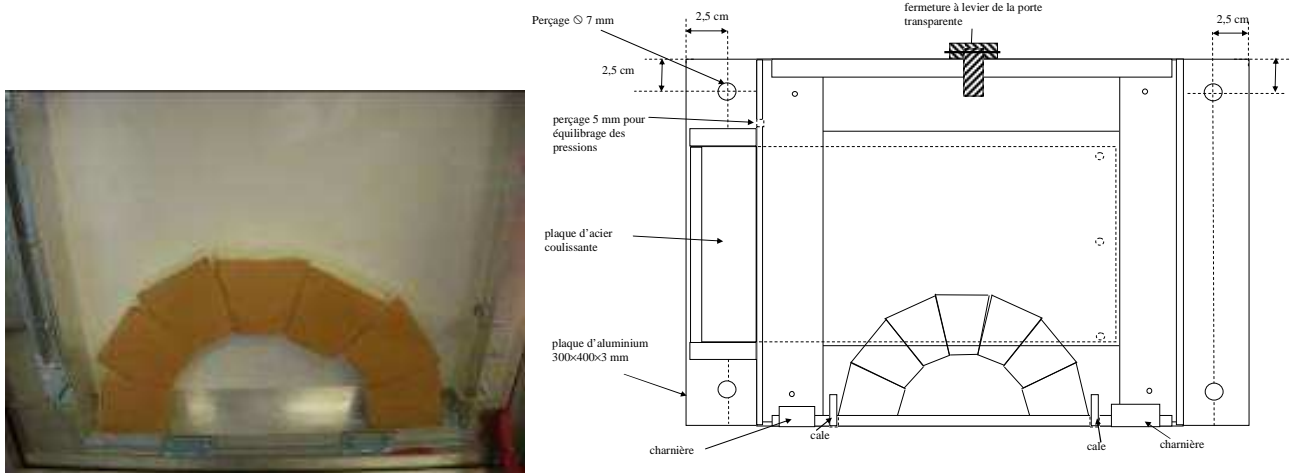 fermeture à levier de la porte
transparente
Perçage ⦰ 7 mm
2,5 cm
2,5 cm
2,5 cm
perçage 5 mm pour
équilibrage des
pressions
plaque d'acier
coulissante
plaque d'aluminium
300×400×3 mm
charnière
cale
cale
charnière